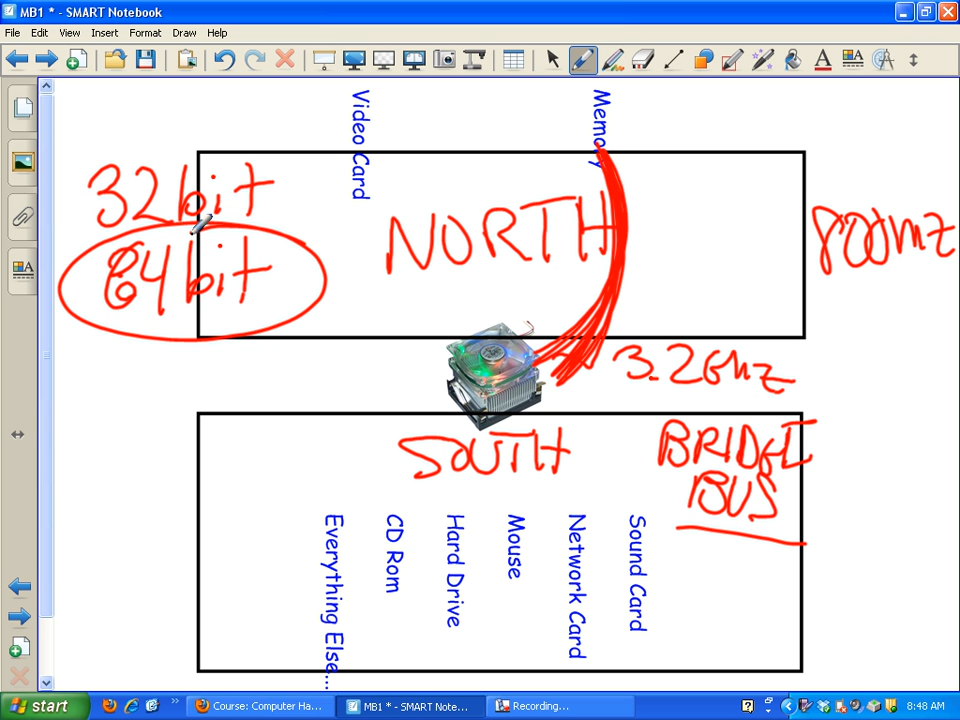 MB1 * - SMART Notebook
File Edit View Insert Format Draw Help
Video Card
Memory
32bit
64bit
NORTH
800mz
3.2Ghz
SOUTH
BRIDGE
BUS
Everything Else...
CD Rom
Hard Drive
Mouse
Network Card
Sound Card
start
Course: Computer Ha...
MB1 * - SMART Note...
Recording...
8:48 AM